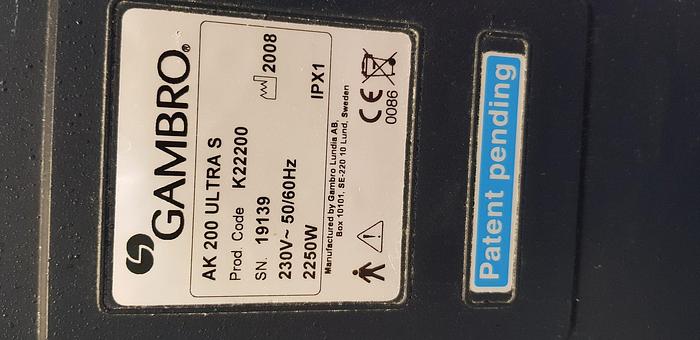 GAMBRO®
AK 200 ULTRA S
2008
Prod. Code K22200
SN. 19139
230V~ 50/60Hz
2250W
IPX1
Manufactured by Gambro Lundia AB,
Box 10101, SE-220 10 Lund, Sweden
CE
0086
Patent pending